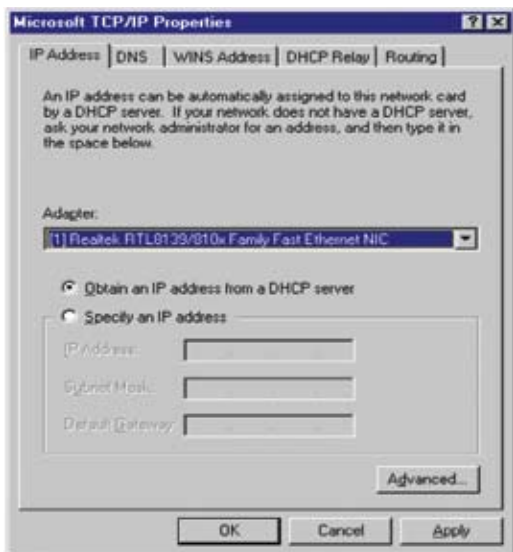 Microsoft TCP/IP Properties
IP Address DNS WINS Address DHCP Relay Routing
An IP address can be automatically assigned to this network card
by a DHCP server. If your network does not have a DHCP server,
ask your network administrator for an address, and then type it in
the space below.
Adapter:
[1] Realtek RTL8139/810x Family Fast Ethernet NIC
Obtain an IP address from a DHCP server
Specify an IP address
IP Address:
Subnet Mask:
Default Gateway:
Advanced...
OK Cancel Apply